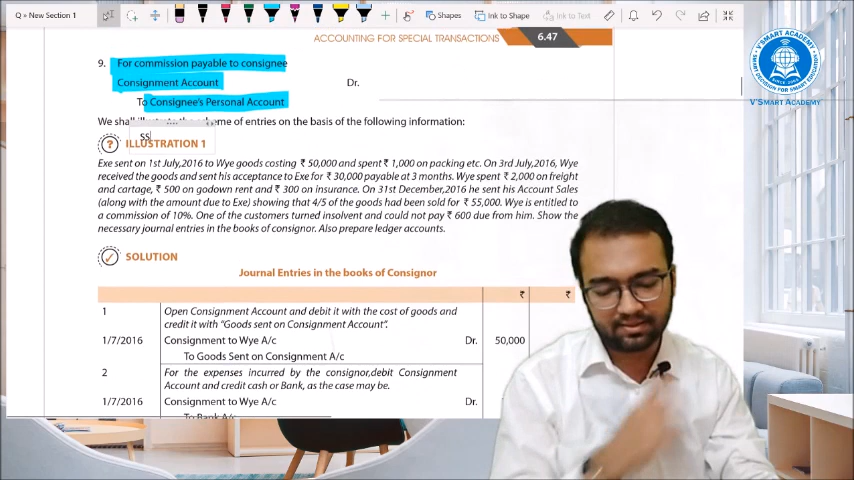 Q » New Section 1
Shapes
Ink to Shape
Ink to Text
ACCOUNTING FOR SPECIAL TRANSACTIONS
6.47
V'SMART ACADEMY
SINCE 2003
V'SMART ACADEMY
9. For commission payable to consignee
Consignment Account Dr.
To Consignee's Personal Account
We shall illustrate the scheme of entries on the basis of the following information:
SS
ILLUSTRATION 1
Exe sent on 1st July,2016 to Wye goods costing ₹ 50,000 and spent ₹ 1,000 on packing etc. On 3rd July,2016, Wye
received the goods and sent his acceptance to Exe for ₹ 30,000 payable at 3 months. Wye spent ₹ 2,000 on freight
and cartage, ₹ 500 on godown rent and ₹ 300 on insurance. On 31st December,2016 he sent his Account Sales
(along with the amount due to Exe) showing that 4/5 of the goods had been sold for ₹ 55,000. Wye is entitled to
a commission of 10%. One of the customers turned insolvent and could not pay ₹ 600 due from him. Show the
necessary journal entries in the books of consignor. Also prepare ledger accounts.
SOLUTION
Journal Entries in the books of Consignor
₹ ₹
1 Open Consignment Account and debit it with the cost of goods and
credit it with "Goods sent on Consignment Account".
1/7/2016 Consignment to Wye A/c Dr. 50,000
To Goods Sent on Consignment A/c
2 For the expenses incurred by the consignor,debit Consignment
Account and credit cash or Bank, as the case may be.
1/7/2016 Consignment to Wye A/c Dr.
To Bank A/c